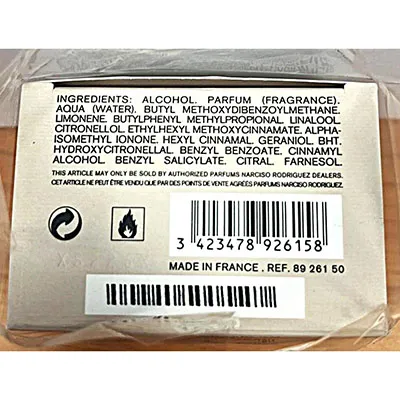 INGREDIENTS: ALCOHOL. PARFUM (FRAGRANCE).
AQUA (WATER). BUTYL METHOXYDIBENZOYLMETHANE.
LIMONENE. BUTYLPHENYL METHYLPROPIONAL. LINALOOL.
CITRONELLOL. ETHYLHEXYL METHOXYCINNAMATE. ALPHA-
ISOMETHYL IONONE. HEXYL CINNAMAL. GERANIOL. BHT.
HYDROXYCITRONELLAL. BENZYL BENZOATE. CINNAMYL
ALCOHOL. BENZYL SALICYLATE. CITRAL. FARNESOL.
THIS ARTICLE MAY ONLY BE SOLD BY AUTHORIZED PARFUMS NARCISO RODRIGUEZ DEALERS.
CET ARTICLE NE PEUT ÊTRE VENDU QUE PAR DES POINTS DE VENTE AGRÉÉS PARFUMS NARCISO RODRIGUEZ.
3 423478 926158
MADE IN FRANCE . REF. 89 261 50